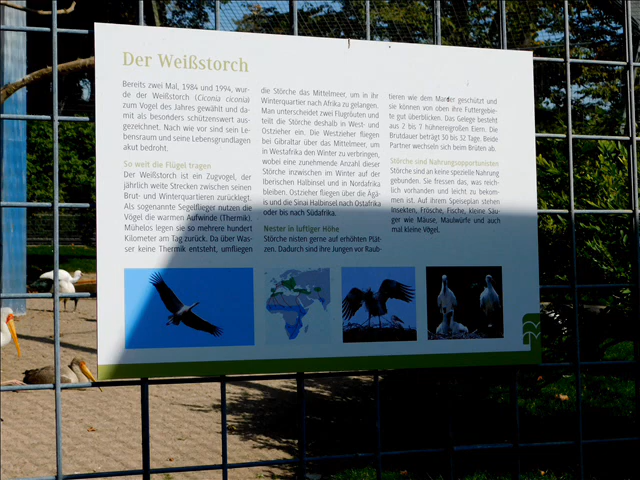 Der Weißstorch
Bereits zwei Mal, 1984 und 1994, wur-
de der Weißstorch (Ciconia ciconia)
zum Vogel des Jahres gewählt und da-
mit als besonders schützenswert aus-
gezeichnet. Nach wie vor sind sein Le-
bensraum und seine Lebensgrundlagen
akut bedroht.
So weit die Flügel tragen
Der Weißstorch ist ein Zugvogel, der
jährlich weite Strecken zwischen seinen
Brut- und Winterquartieren zurücklegt.
Als sogenannte Segelflieger nutzen die
Vögel die warmen Aufwinde (Thermik).
Mühelos legen sie so mehrere hundert
Kilometer am Tag zurück. Da über Was-
ser keine Thermik entsteht, umfliegen
die Störche das Mittelmeer, um in ihr
Winterquartier nach Afrika zu gelangen.
Man unterscheidet zwei Flugrouten und
teilt die Störche deshalb in West- und
Ostzieher ein. Die Westzieher fliegen
bei Gibraltar über das Mittelmeer, um
in Westafrika den Winter zu verbringen,
wobei eine zunehmende Anzahl dieser
Störche inzwischen im Winter auf der
Iberischen Halbinsel und in Nordafrika
bleiben. Ostzieher fliegen über die Ägä-
is und die Sinai Halbinsel nach Ostafrika
oder bis nach Südafrika.
Nester in luftiger Höhe
Störche nisten gerne auf erhöhten Plät-
zen. Dadurch sind ihre Jungen vor Raub-
tieren wie dem Marder geschützt und
sie können von oben ihre Futtergebie-
te gut überblicken. Das Gelege besteht
aus 2 bis 7 hühnereigroßen Eiern. Die
Brutdauer beträgt 30 bis 32 Tage. Beide
Partner wechseln sich beim Brüten ab.
Störche sind Nahrungsopportunisten
Störche sind an keine spezielle Nahrung
gebunden. Sie fressen das, was reich-
lich vorhanden und leicht zu bekom-
men ist. Auf ihrem Speiseplan stehen
Insekten, Frösche, Fische, kleine Säu-
ger wie Mäuse, Maulwürfe und auch
mal kleine Vögel.